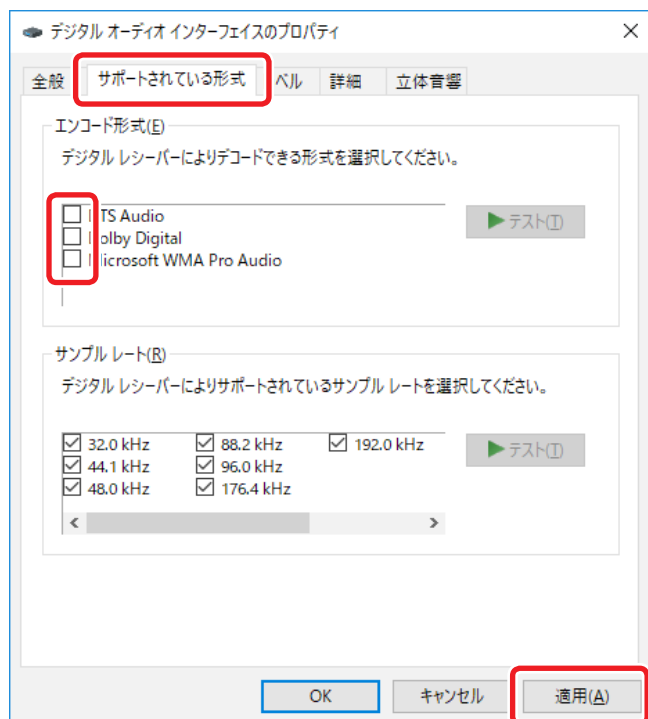 デジタル オーディオ インターフェイスのプロパティ
全般 サポートされている形式 ベル 詳細 立体音響
エンコード形式(E)
デジタル レシーバーによりデコードできる形式を選択してください。
TS Audio
olby Digital
icrosoft WMA Pro Audio
テスト(T)
サンプル レート(R)
デジタル レシーバーによりサポートされているサンプル レートを選択してください。
32.0 kHz 88.2 kHz 192.0 kHz
44.1 kHz 96.0 kHz
48.0 kHz 176.4 kHz
テスト(T)
OK キャンセル 適用(A)